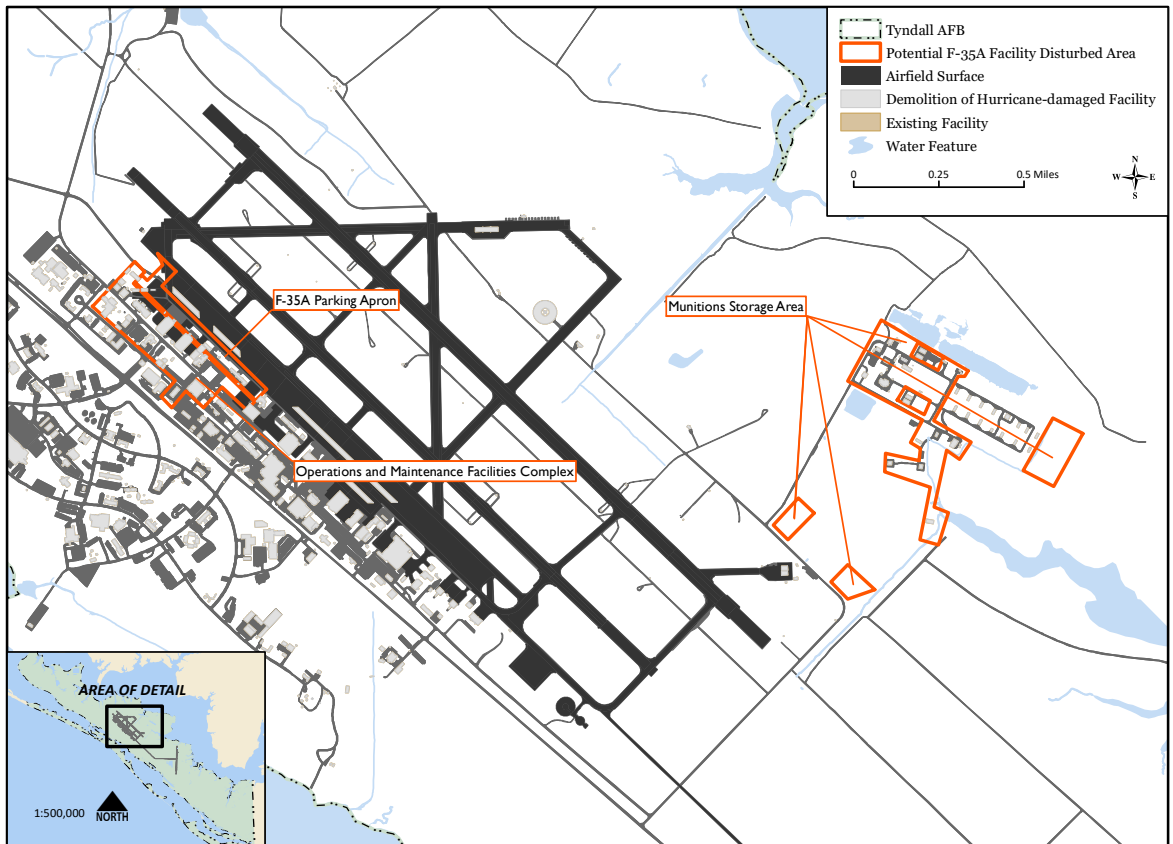 Tyndall AFB
Potential F-35A Facility Disturbed Area
Airfield Surface
Demolition of Hurricane-damaged Facility
Existing Facility
Water Feature
0 0.25 0.5 Miles
N
W E
S
F-35A Parking Apron
Munitions Storage Area
Operations and Maintenance Facilities Complex
AREA OF DETAIL
1:500,000
NORTH